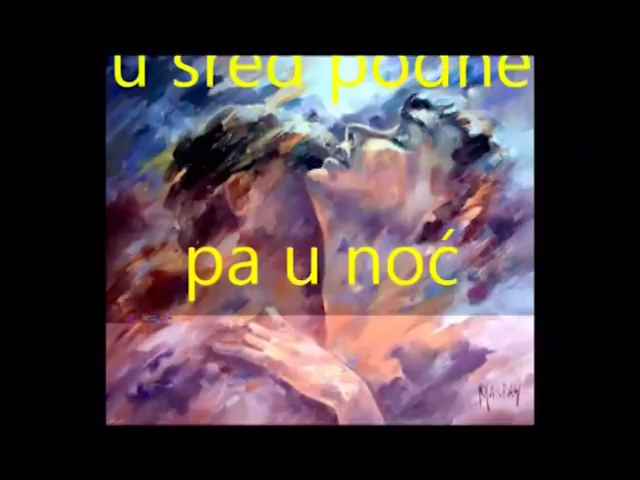 u sred podne
pa u noć